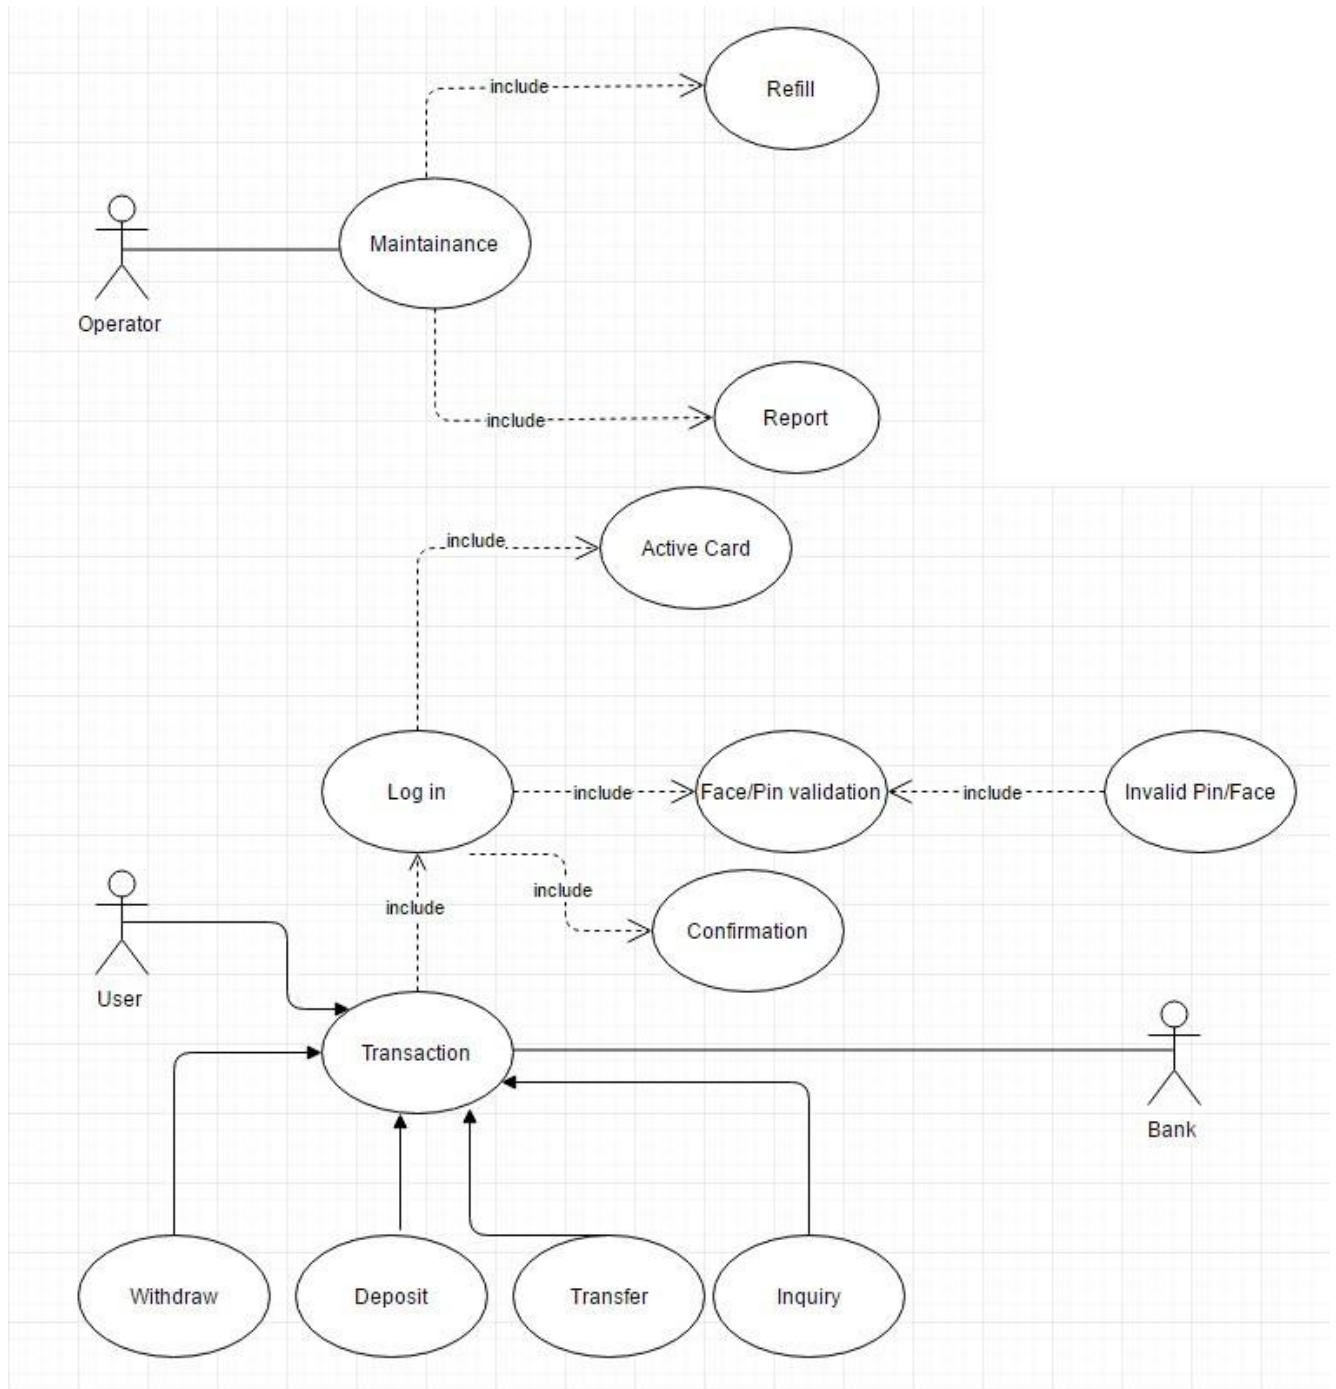 include
Refill
Maintainance
Operator
include
Report
include
Active Card
Log in
include
Face/Pin validation
include
Invalid Pin/Face
include
include
Confirmation
User
Transaction
Bank
Withdraw
Deposit
Transfer
Inquiry